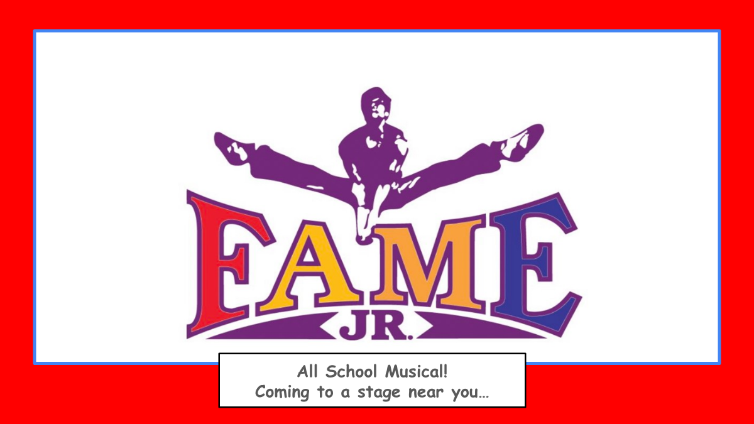 FAME
JR.
All School Musical!
Coming to a stage near you…